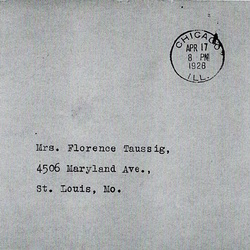 CHICAGO
APR 17
8 PM
1928
ILL.
Mrs. Florence Taussig,
4506 Maryland Ave.,
St. Louis, Mo.